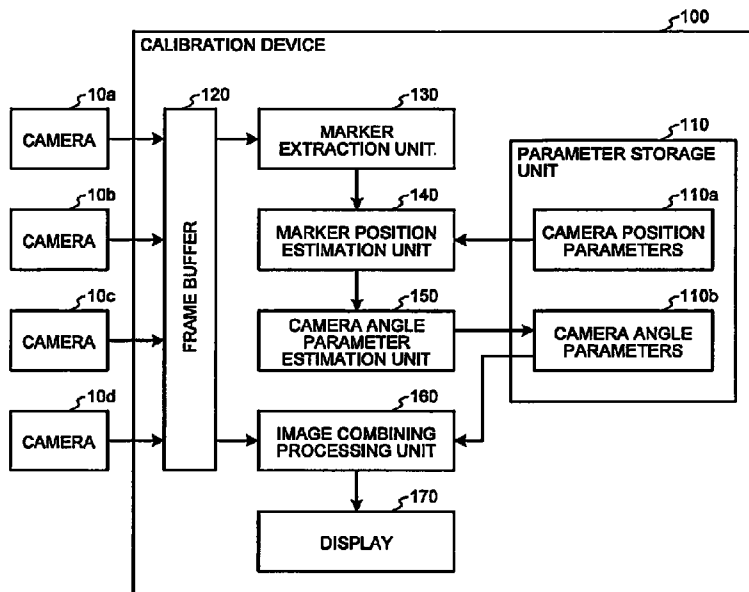 100
CALIBRATION DEVICE
10a
CAMERA
10b
CAMERA
10c
CAMERA
10d
CAMERA
120
FRAME BUFFER
130
MARKER
EXTRACTION UNIT.
140
MARKER POSITION
ESTIMATION UNIT
150
CAMERA ANGLE
PARAMETER
ESTIMATION UNIT
160
IMAGE COMBINING
PROCESSING UNIT
170
DISPLAY
110
PARAMETER STORAGE
UNIT
110a
CAMERA POSITION
PARAMETERS
110b
CAMERA ANGLE
PARAMETERS